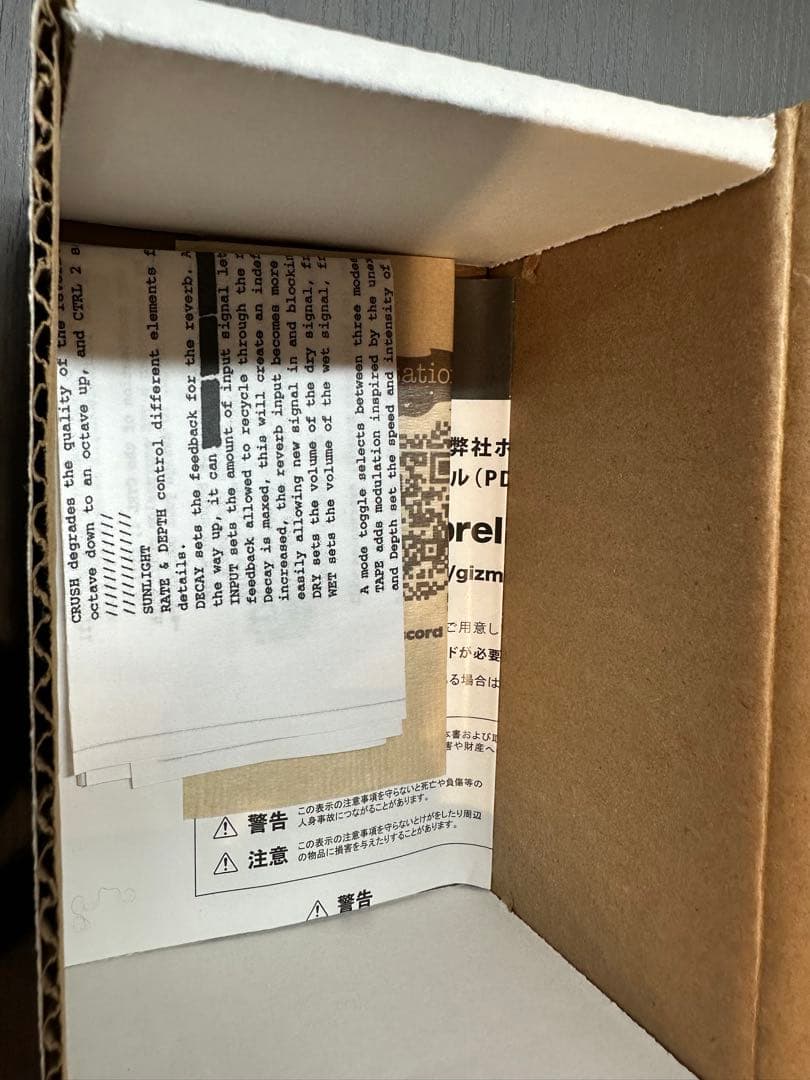 CRUSH degrades the quality of the
octave down to an octave up, and CTRL 2
/////////////
/////////////
SUNLIGHT
RATE & DEPTH control different elements
details.
DECAY sets the feedback for the reverb.
the way up, it can
INPUT sets the amount of input signal
feedback allowed to recycle through the
Decay is maxed, this will create an
increased, the reverb input becomes more
easily allowing new signal in and
DRY sets the volume of the dry signal,
WET sets the volume of the wet signal,
A mode toggle selects between three
TAPE adds modulation inspired by the
and Depth set the speed and intensity of
弊社ホ
ル(PD
/gizm
ご用意し
ドが必要
る場合は
本書および
害や財産へ
警告
この表示の注意事項を守らないと死亡や負傷等の
人身事故につながることがあります。
注意
この表示の注意事項を守らないとけがをしたり周辺
の物品に損害を与えたりすることがあります。
警告